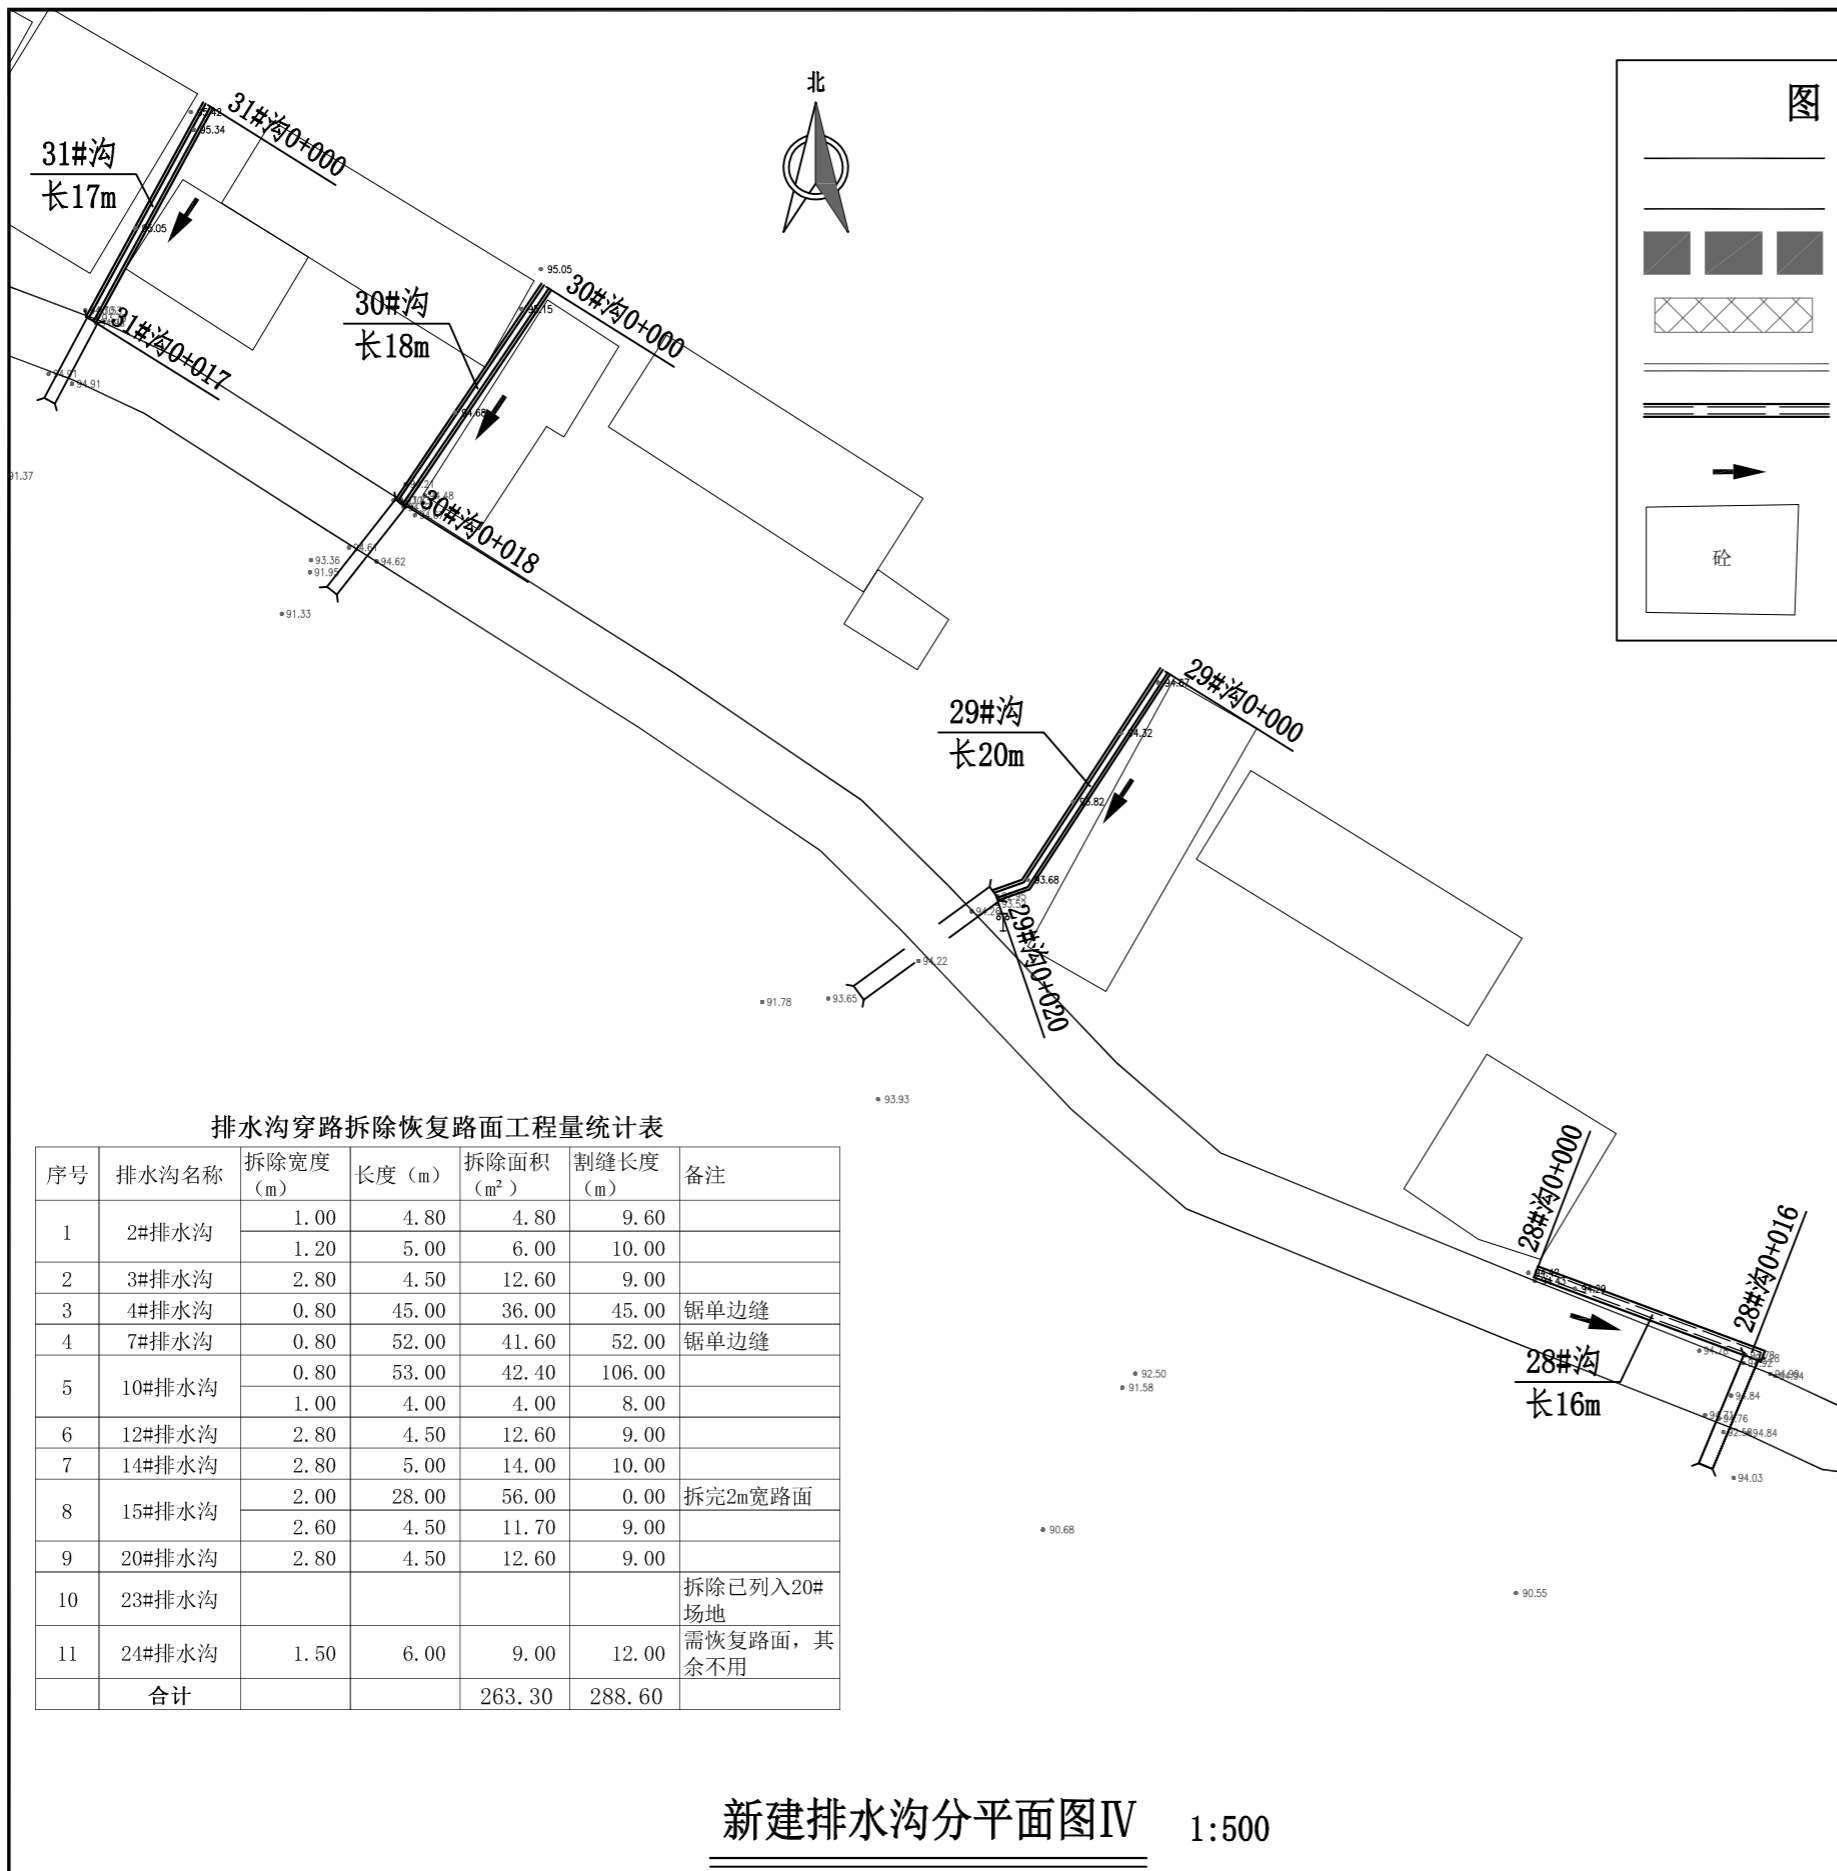 北
图
砼
31#沟
长17m
31#沟0+000
31#沟0+017
95.34
30#沟
长18m
30#沟0+000
30#沟0+018
95.05
91.37
94.91
93.36
91.95
94.62
91.33
29#沟
长20m
29#沟0+000
29#沟0+020
93.68
94.22
91.78
93.65
93.93
28#沟0+000
28#沟0+016
28#沟
长16m
92.50
91.58
94.03
90.68
90.55
排水沟穿路拆除恢复路面工程量统计表
序号 排水沟名称 拆除宽度（m） 长度（m） 拆除面积（m²） 割缝长度（m） 备注
1 2#排水沟 1.00 4.80 4.80 9.60
1.20 5.00 6.00 10.00
2 3#排水沟 2.80 4.50 12.60 9.00
3 4#排水沟 0.80 45.00 36.00 45.00 锯单边缝
4 7#排水沟 0.80 52.00 41.60 52.00 锯单边缝
5 10#排水沟 0.80 53.00 42.40 106.00
1.00 4.00 4.00 8.00
6 12#排水沟 2.80 4.50 12.60 9.00
7 14#排水沟 2.80 5.00 14.00 10.00
8 15#排水沟 2.00 28.00 56.00 0.00 拆完2m宽路面
2.60 4.50 11.70 9.00
9 20#排水沟 2.80 4.50 12.60 9.00
10 23#排水沟 拆除已列入20#场地
11 24#排水沟 1.50 6.00 9.00 12.00 需恢复路面，其余不用
合计 263.30 288.60
新建排水沟分平面图Ⅳ 1:500